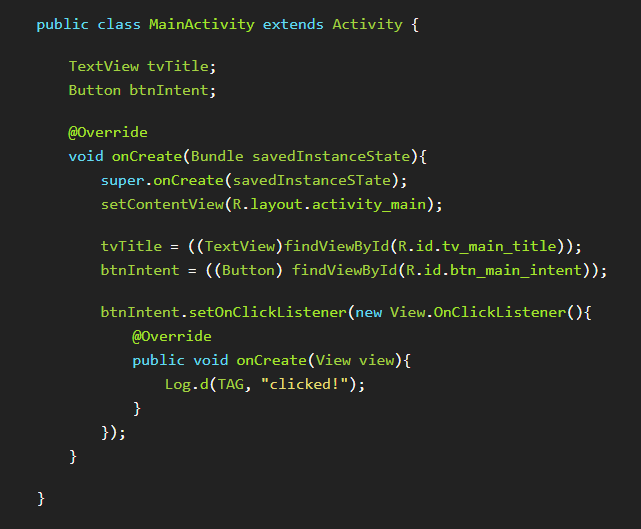 public class MainActivity extends Activity {
TextView tvTitle;
Button btnIntent;
@Override
void onCreate(Bundle savedInstanceState){
super.onCreate(savedInstanceSTate);
setContentView(R.layout.activity_main);
tvTitle = ((TextView)findViewById(R.id.tv_main_title));
btnIntent = ((Button) findViewById(R.id.btn_main_intent));
btnIntent.setOnClickListener(new View.OnClickListener(){
@Override
public void onCreate(View view){
Log.d(TAG, "clicked!");
}
});
}
}